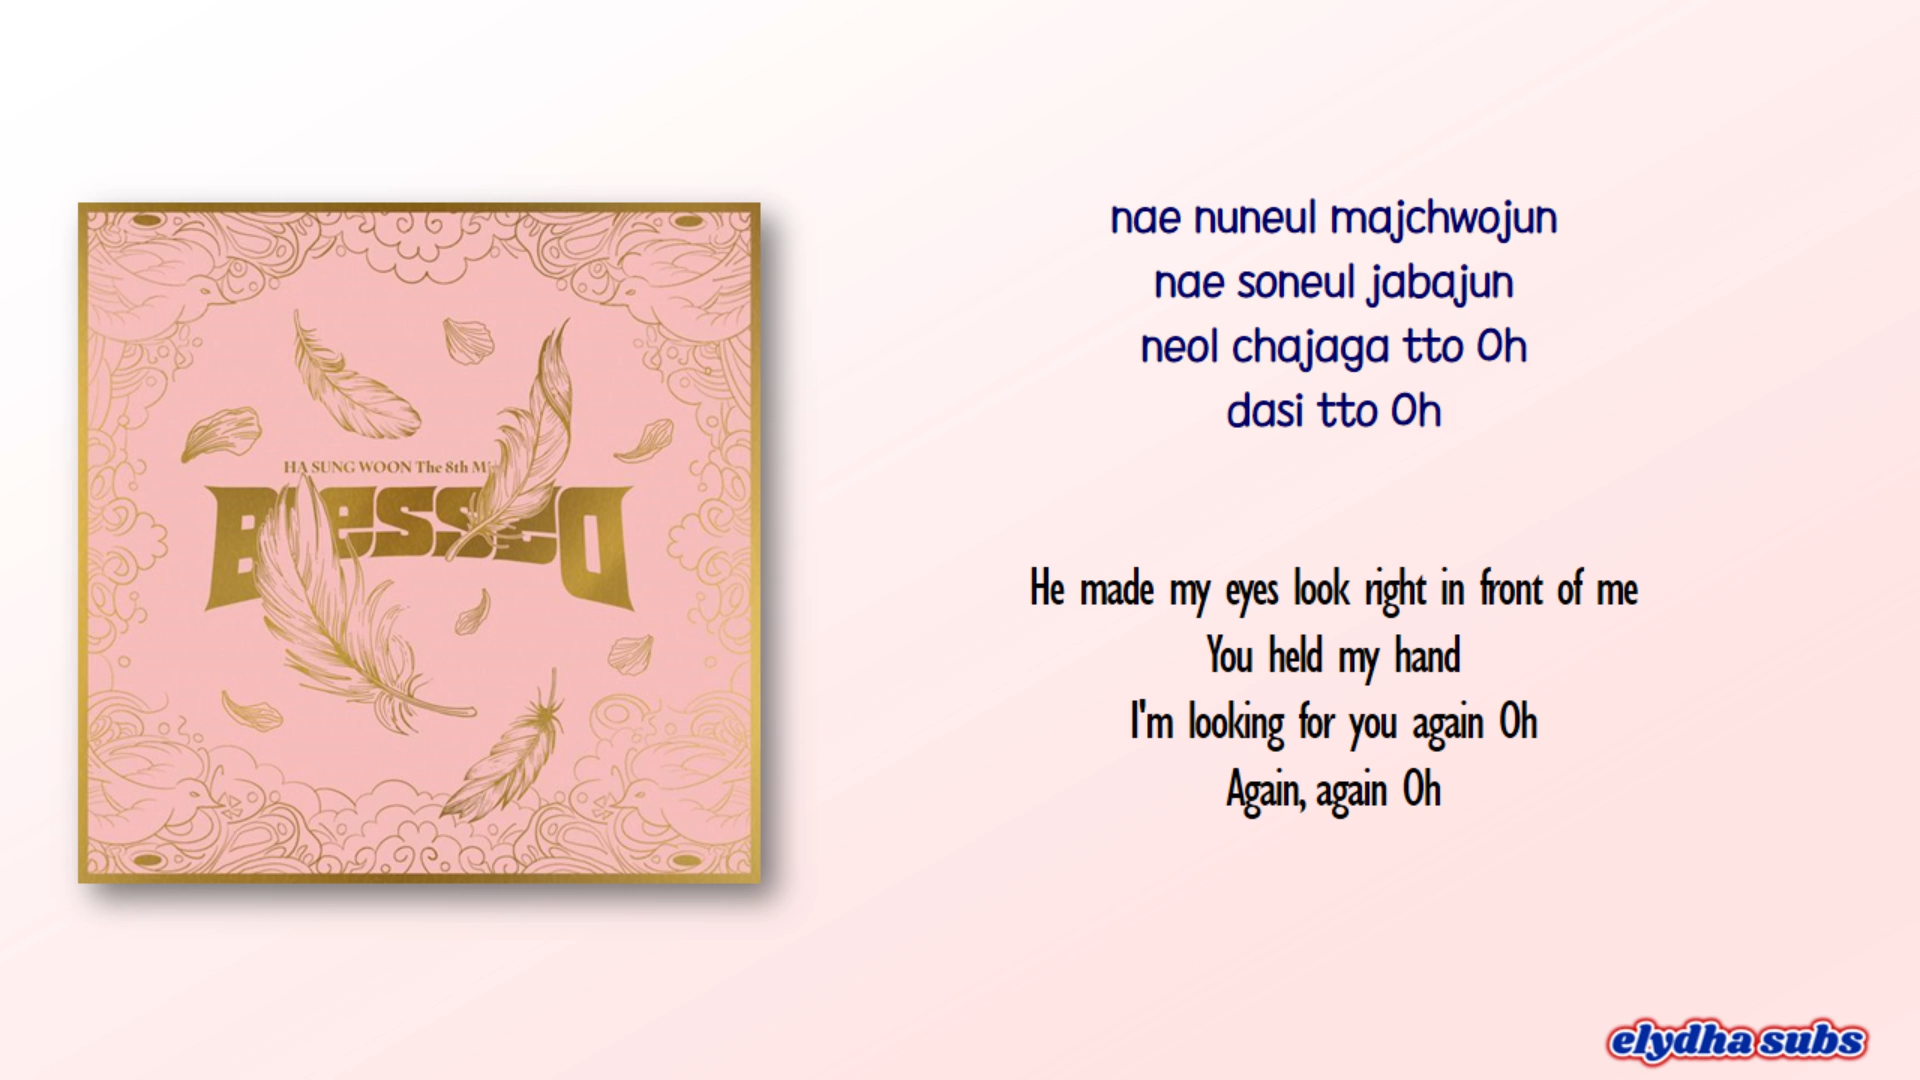 HA SUNG WOON The 8th
BLesseD
nae nuneul majchwojun
nae soneul jabajun
neol chajaga tto Oh
dasi tto Oh
He made my eyes look right in front of me
You held my hand
I'm looking for you again Oh
Again, again Oh
elydha subs